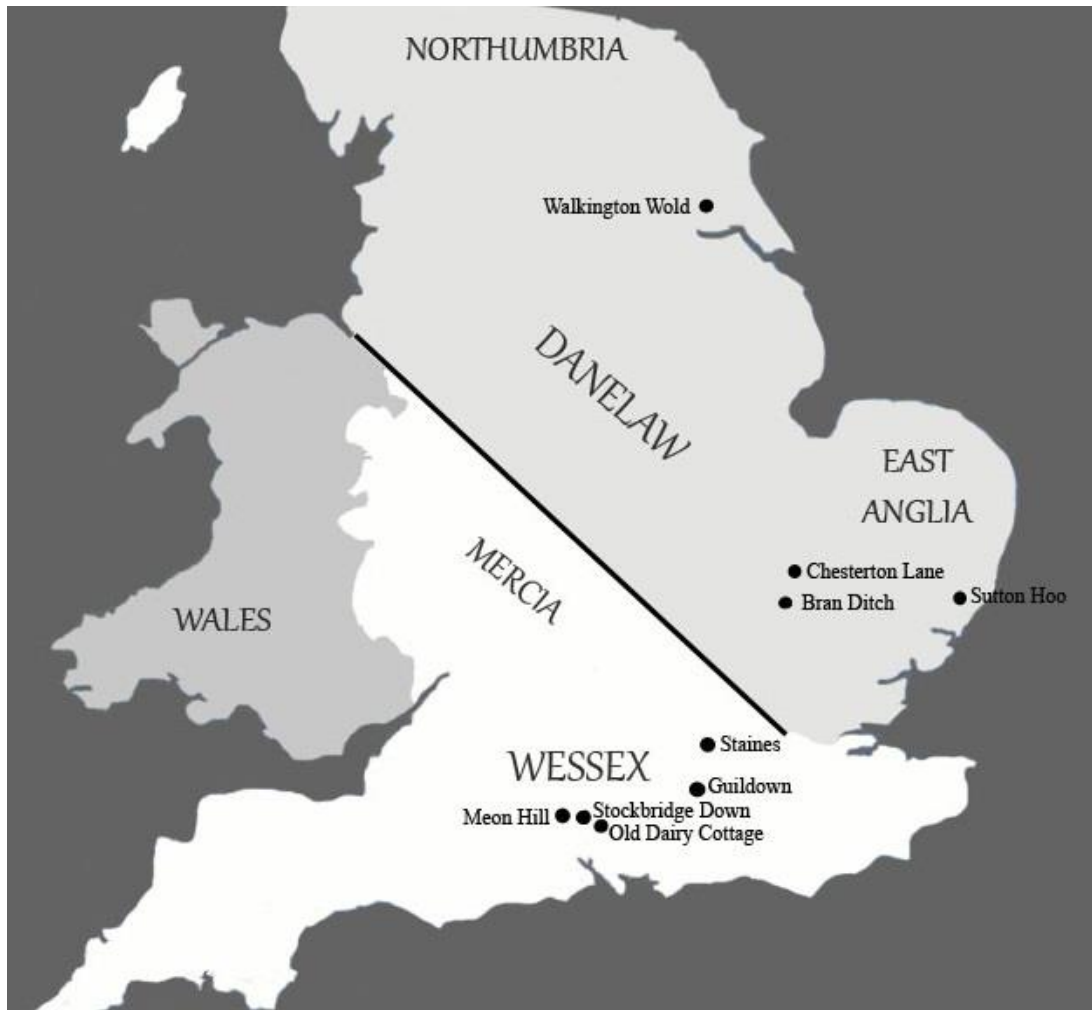 NORTHUMBRIA
Walkington Wold
DANELAW
EAST
ANGLIA
MERCIA
Chesterton Lane
Bran Ditch
Sutton Hoo
WALES
Staines
WESSEX
Guildown
Meon Hill
Stockbridge Down
Old Dairy Cottage